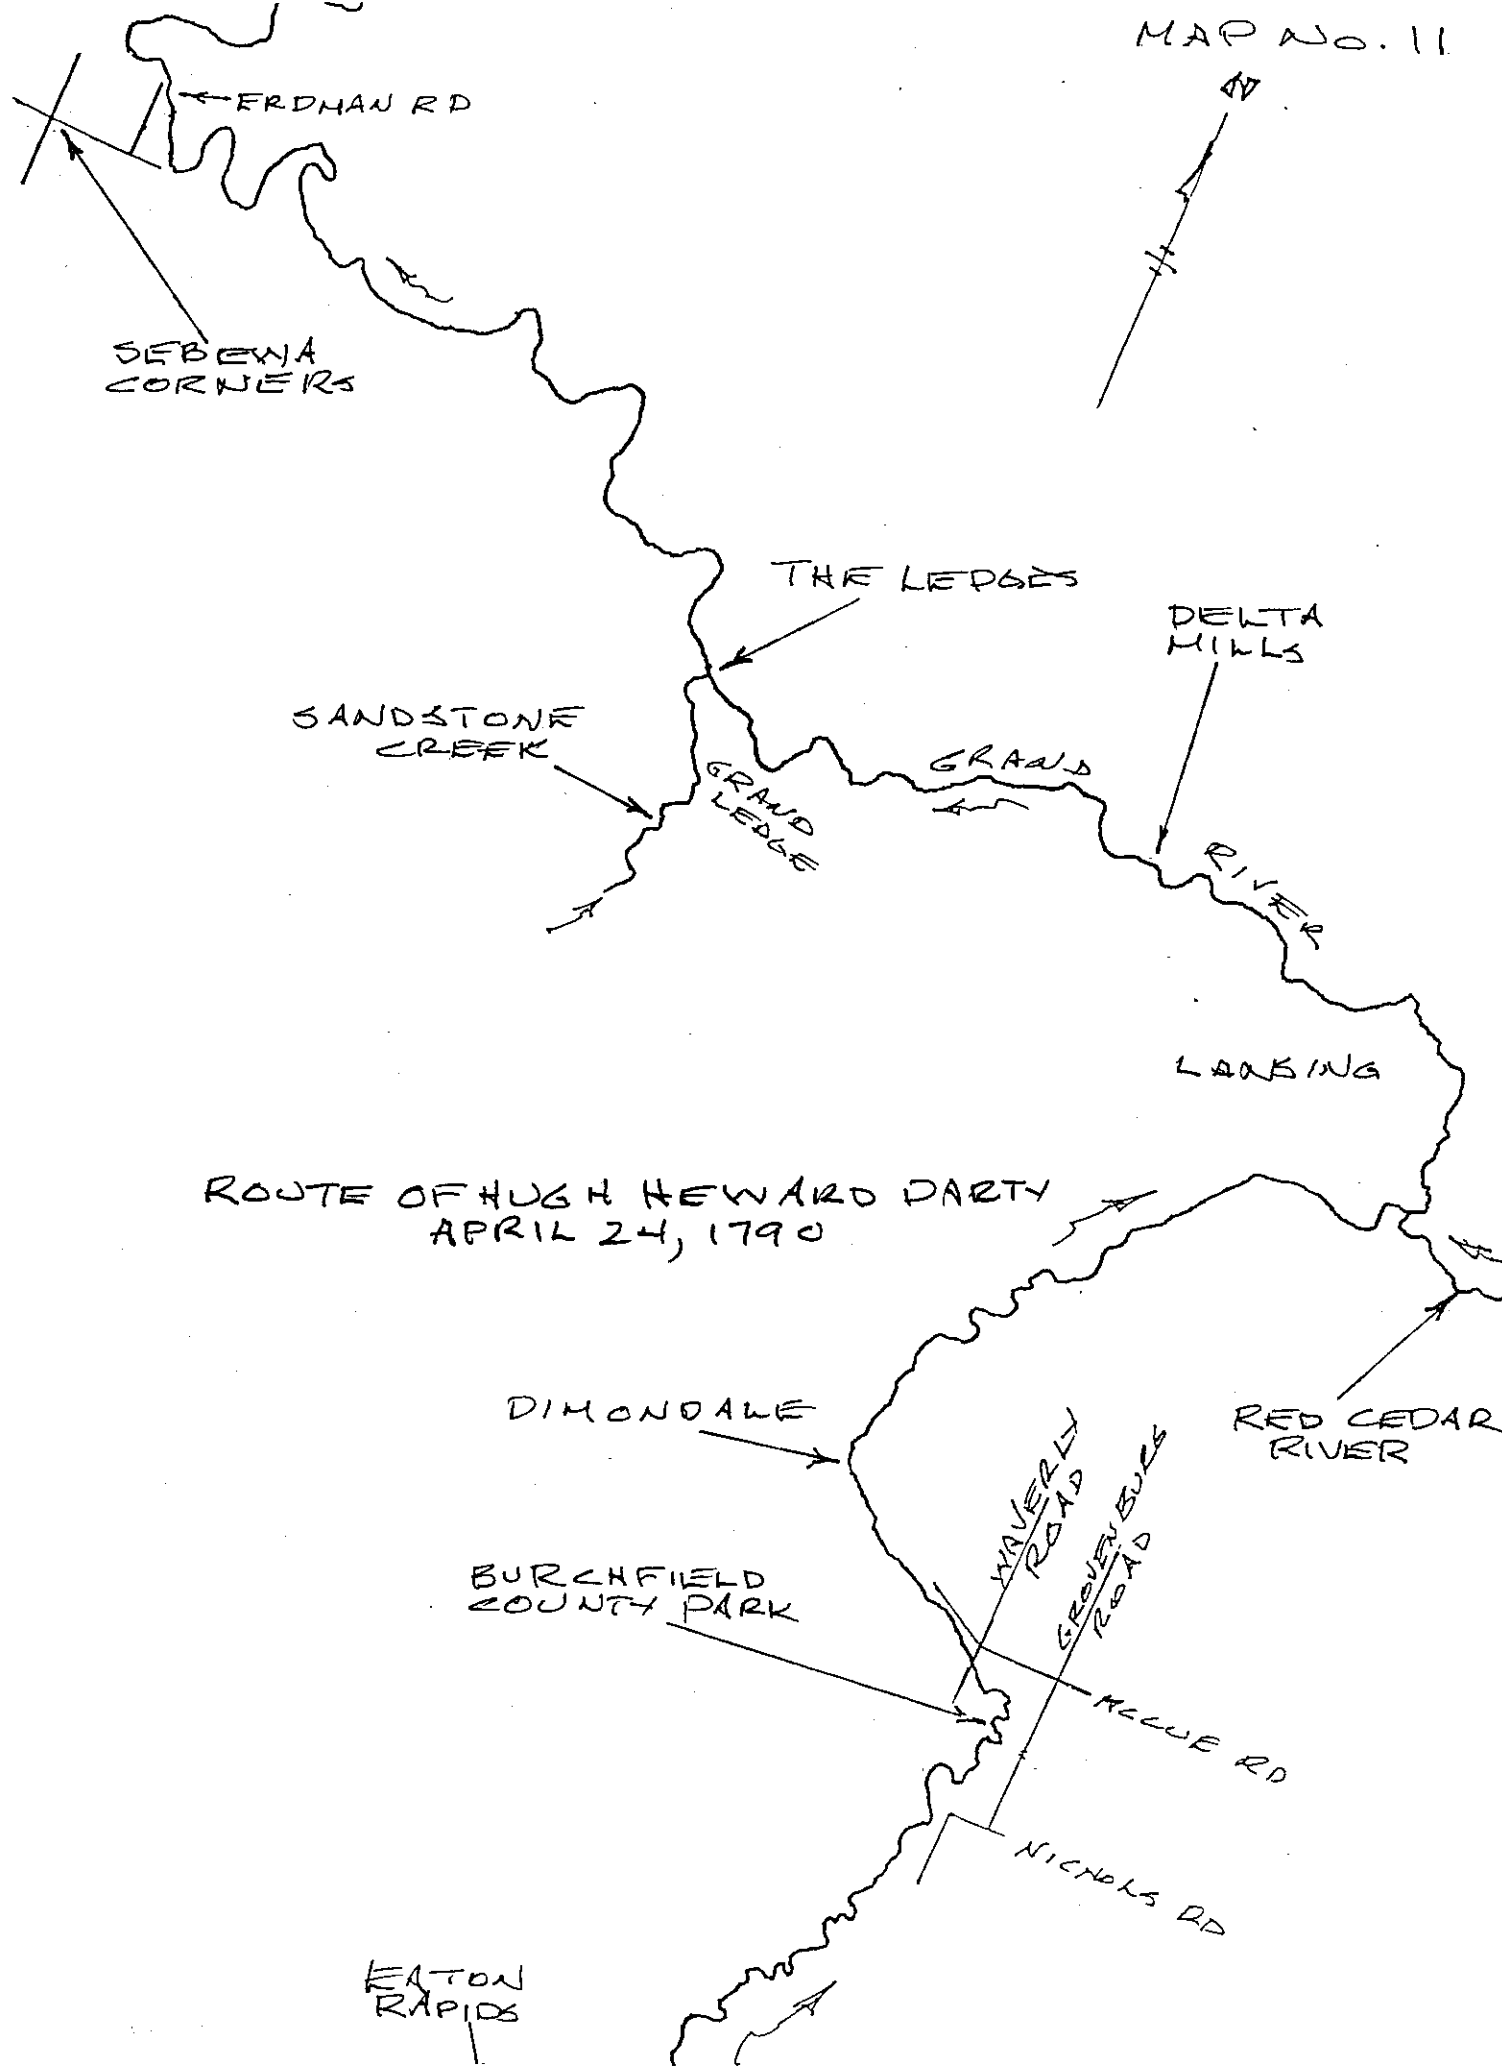 MAP NO. 11
N
ERDMAN RD
SEBEWA
CORNERS
THE LEDGES
DELTA
MILLS
SANDSTONE
CREEK
GRAND
LEDGE
GRAND
RIVER
LANSING
ROUTE OF HUGH HEWARD PARTY
APRIL 24, 1790
DIMONDALE
RED CEDAR
RIVER
WAVERLY
ROAD
GROVENBURG
ROAD
BURCHFIELD
COUNTY PARK
MCCUE RD
NICHOLS RD
EATON
RAPIDS